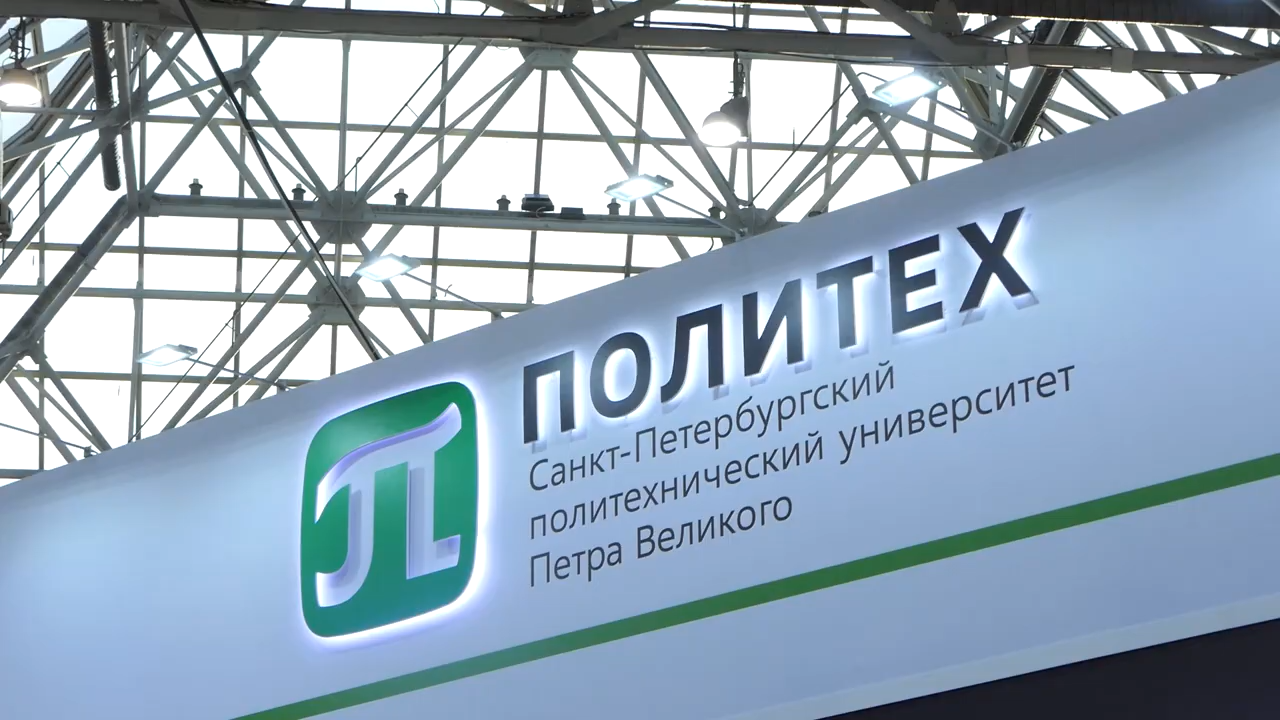 ПОЛИТЕХ
Санкт-Петербургский
политехнический университет
Петра Великого